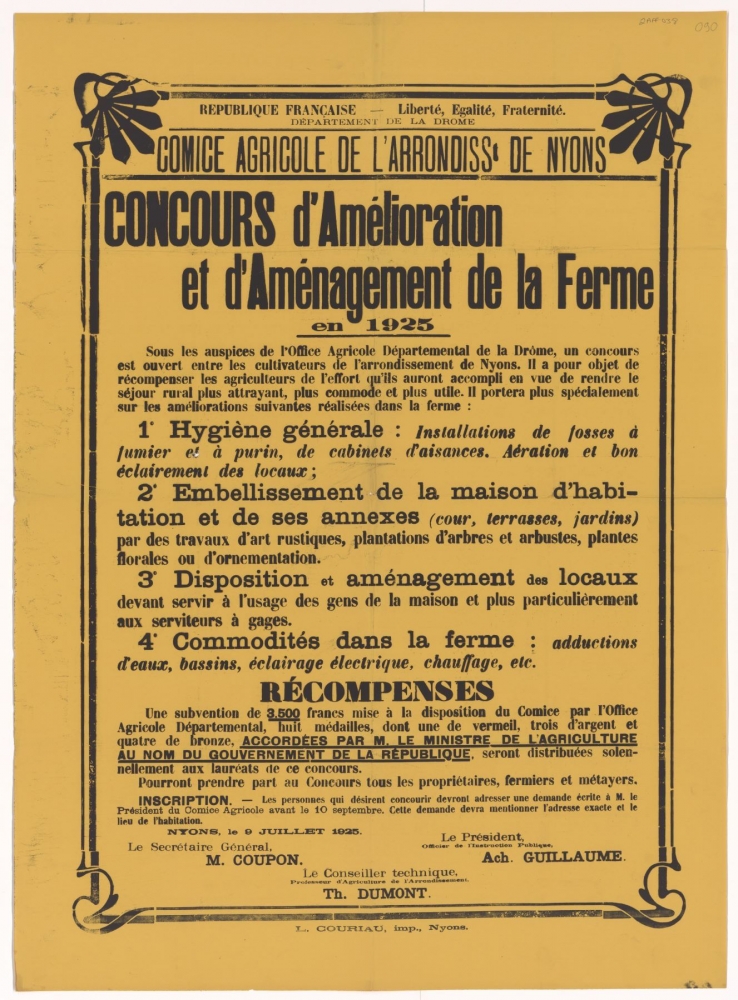 REPUBLIQUE FRANÇAISE — Liberté, Egalité, Fraternité.
DÉPARTEMENT DE LA DROME
COMICE AGRICOLE DE L'ARRONDISSt DE NYONS
CONCOURS d'Amélioration
et d'Aménagement de la Ferme
en 1925
Sous les auspices de l'Office Agricole Départemental de la Drôme, un concours
est ouvert entre les cultivateurs de l'arrondissement de Nyons. Il a pour objet de
récompenser les agriculteurs de l'effort qu'ils auront accompli en vue de rendre le
séjour rural plus attrayant, plus commode et plus utile. Il portera plus spécialement
sur les améliorations suivantes réalisées dans la ferme :
1° Hygiène générale : Installations de fosses à
fumier et à purin, de cabinets d'aisances. Aération et bon
éclairement des locaux ;
2° Embellissement de la maison d'habi-
tation et de ses annexes (cour, terrasses, jardins)
par des travaux d'art rustiques, plantations d'arbres et arbustes, plantes
florales ou d'ornementation.
3° Disposition et aménagement des locaux
devant servir à l'usage des gens de la maison et plus particulièrement
aux serviteurs à gages.
4° Commodités dans la ferme : adductions
d'eaux, bassins, éclairage électrique, chauffage, etc.
RÉCOMPENSES
Une subvention de 3.500 francs mise à la disposition du Comice par l'Office
Agricole Départemental, huit médailles, dont une de vermeil, trois d'argent et
quatre de bronze, ACCORDÉES PAR M. LE MINISTRE DE L'AGRICULTURE
AU NOM DU GOUVERNEMENT DE LA RÉPUBLIQUE, seront distribuées solen-
nellement aux lauréats de ce concours.
Pourront prendre part au Concours tous les propriétaires, fermiers et métayers.
INSCRIPTION. — Les personnes qui désirent concourir devront adresser une demande écrite à M. le
Président du Comice Agricole avant le 10 septembre. Cette demande devra mentionner l'adresse exacte et le
lieu de l'habitation.
NYONS, le 9 JUILLET 1925.
Le Secrétaire Général,
M. COUPON.
Le Président,
Officier de l'Instruction Publique,
Ach. GUILLAUME.
Le Conseiller technique,
Professeur d'Agriculture de l'Arrondissement.
Th. DUMONT.
L. COURIAU, imp., Nyons.